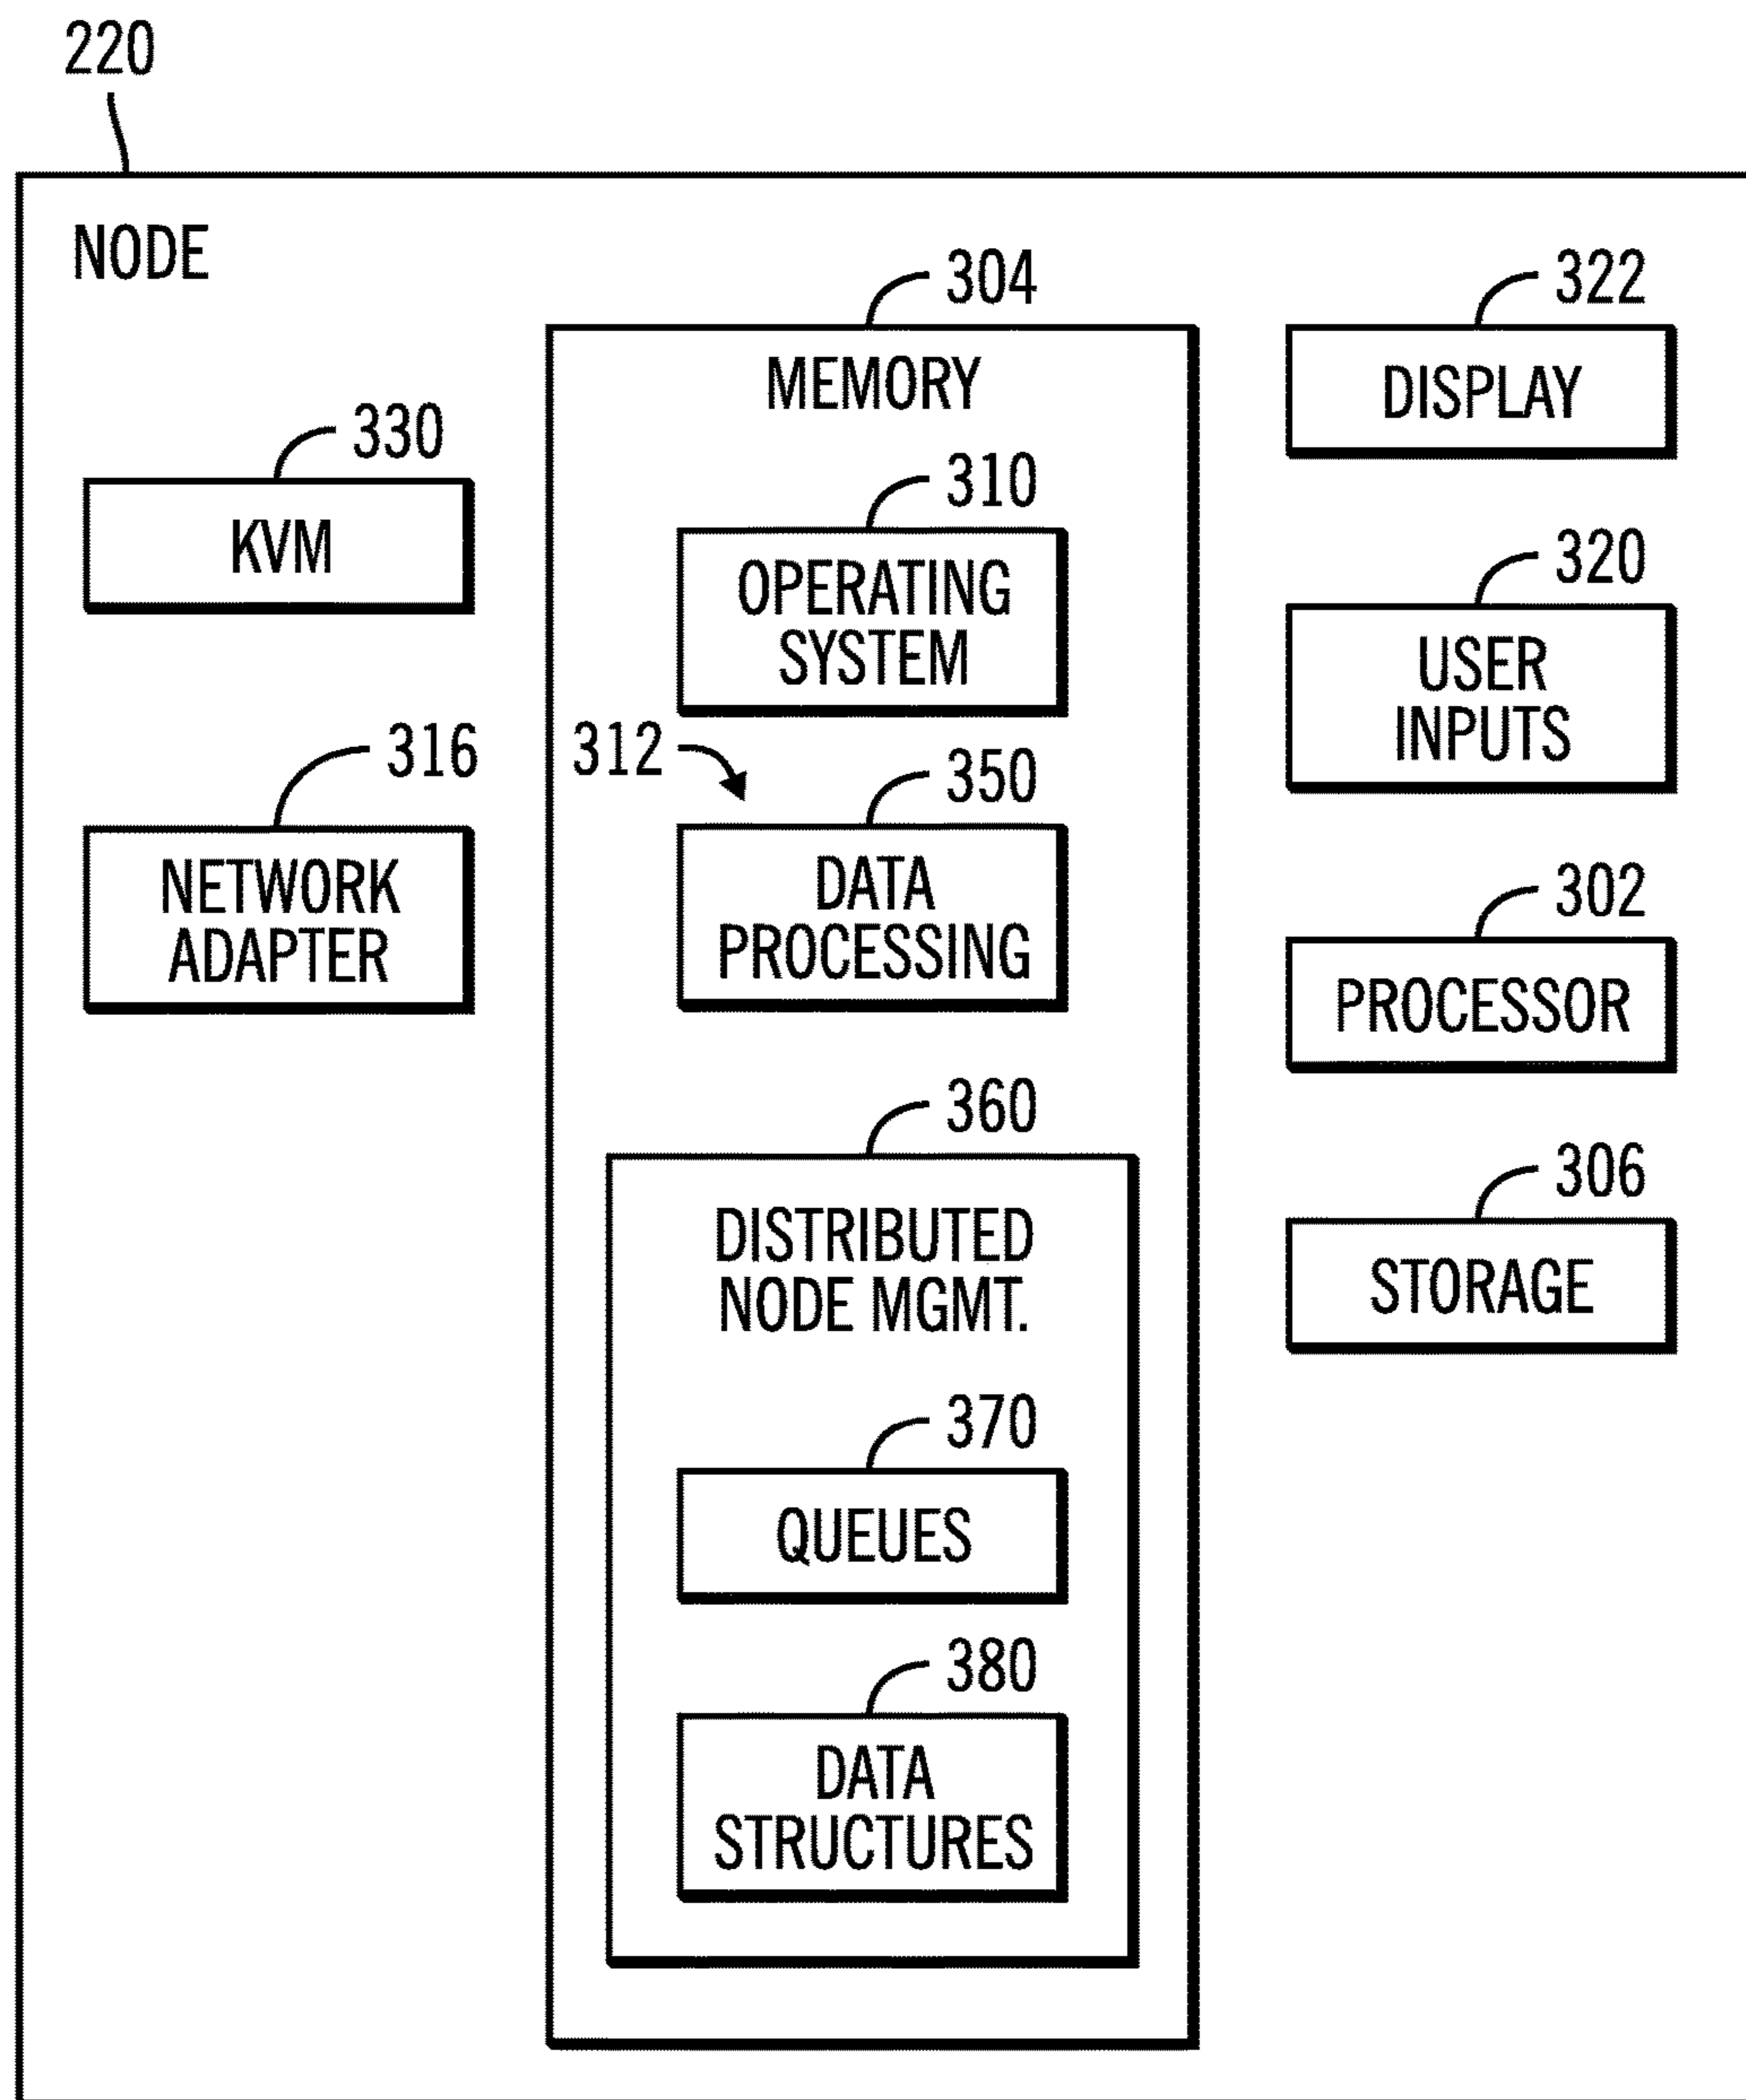 220
NODE
304
MEMORY
322
DISPLAY
330
KVM
310
OPERATING
SYSTEM
320
USER
INPUTS
316
NETWORK
ADAPTER
312
350
DATA
PROCESSING
302
PROCESSOR
360
DISTRIBUTED
NODE MGMT.
306
STORAGE
370
QUEUES
380
DATA
STRUCTURES